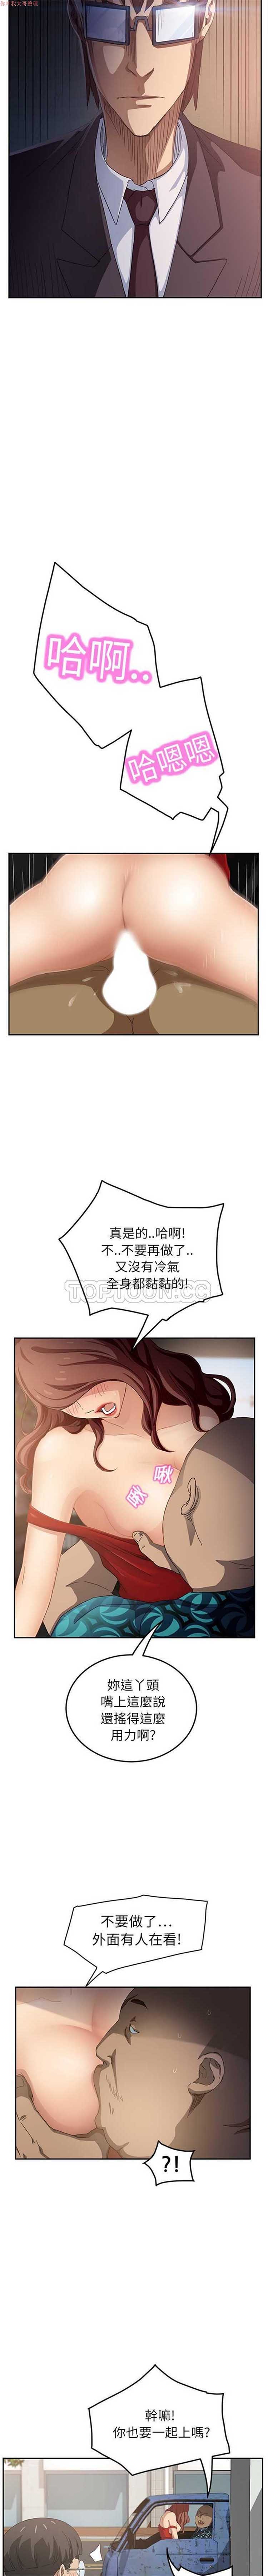 哈啊..
哈嗯嗯
真是的..哈啊!
不..不要再做了..
又沒有冷氣
全身都黏黏的!
TOPTOON.CC
啾
啾
妳這丫頭
嘴上這麼說
還搖得這麼
用力啊?
不要做了...
外面有人在看!
?!
幹嘛!
你也要一起上嗎?